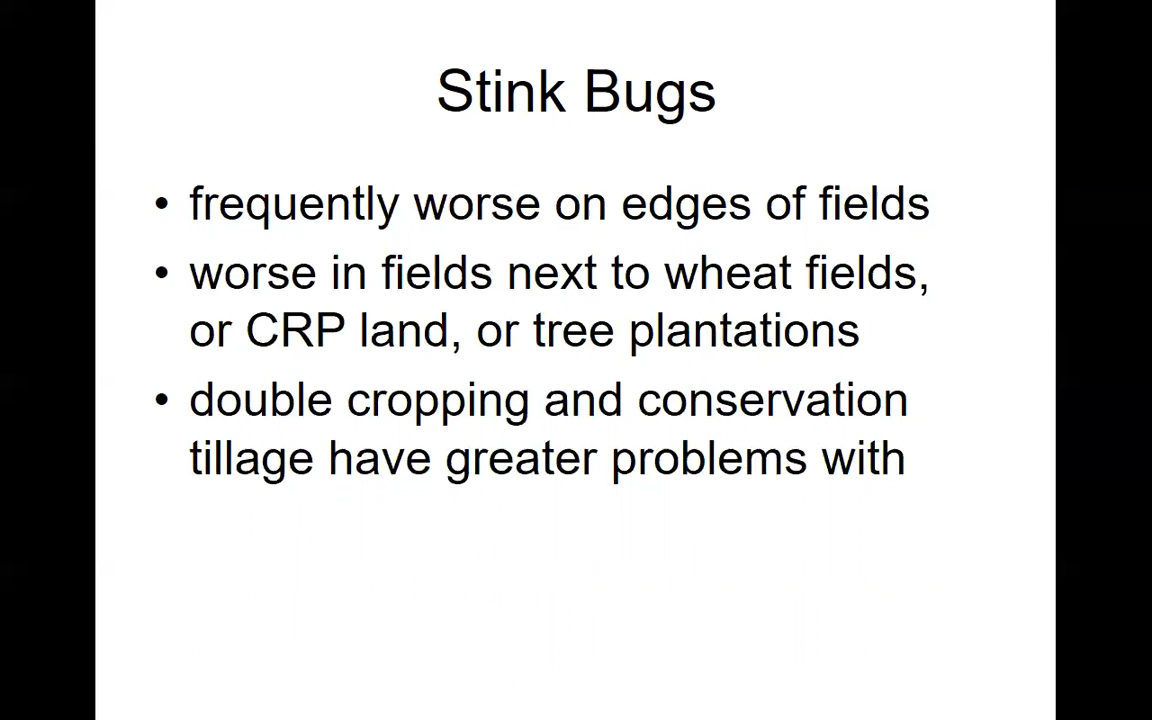 Stink Bugs
• frequently worse on edges of fields
• worse in fields next to wheat fields,
or CRP land, or tree plantations
• double cropping and conservation
tillage have greater problems with